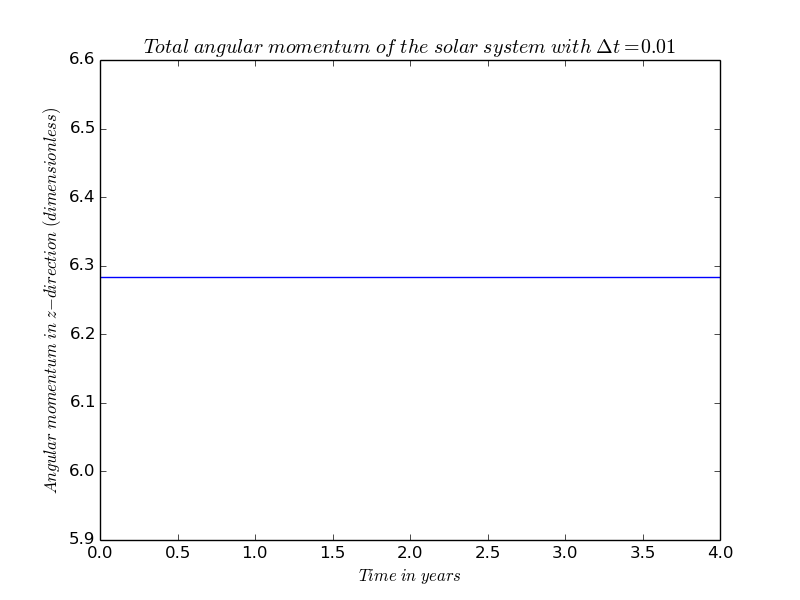 Total angular momentum of the solar system with Δt=0.01
6.6
6.5
6.4
6.3
6.2
6.1
6.0
5.9
Angular momentum in z−direction (dimensionless)
0.0 0.5 1.0 1.5 2.0 2.5 3.0 3.5 4.0
Time in years